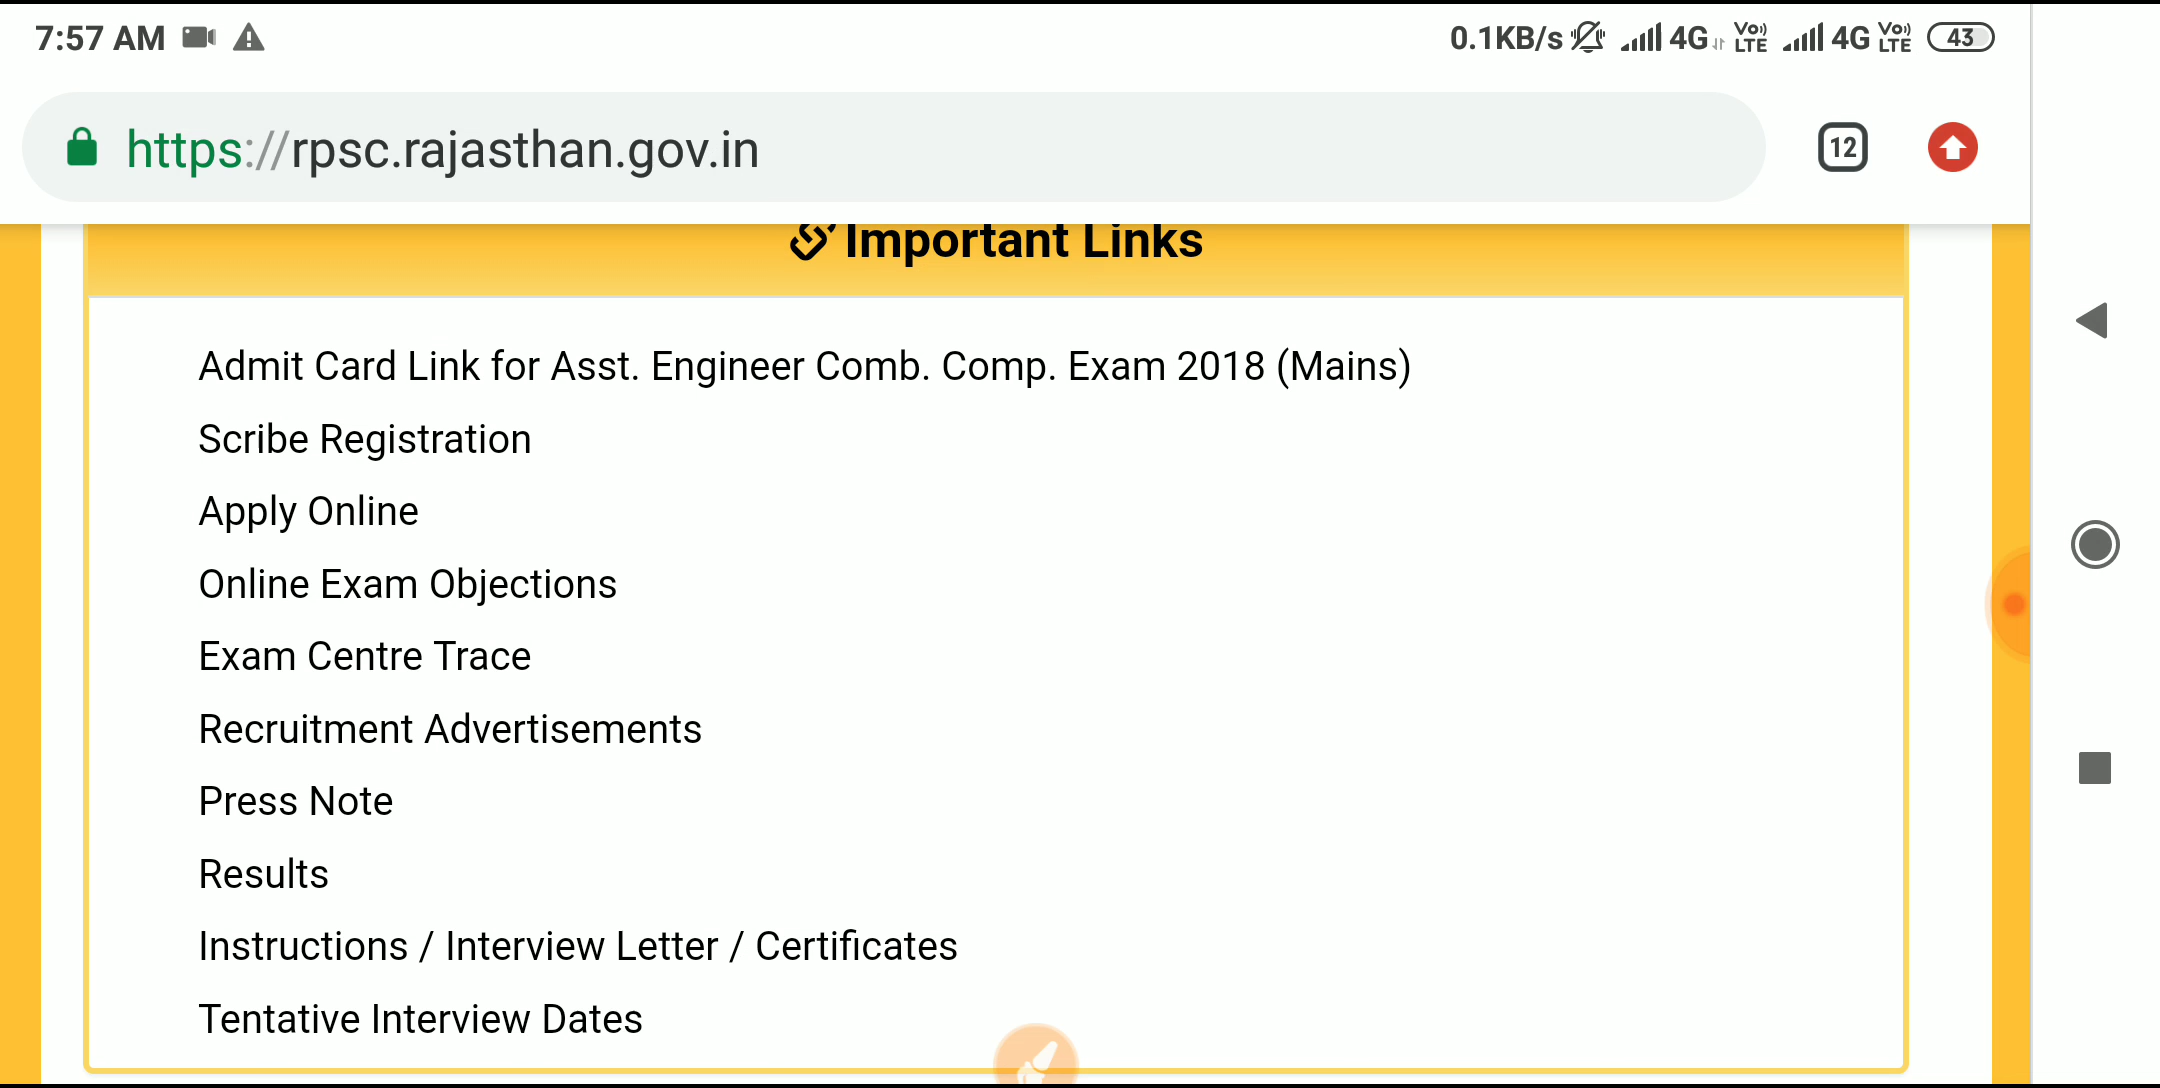 7:57 AM
0.1KB/s 4G VoLTE 4G VoLTE 43
https://rpsc.rajasthan.gov.in
12
Important Links
Admit Card Link for Asst. Engineer Comb. Comp. Exam 2018 (Mains)
Scribe Registration
Apply Online
Online Exam Objections
Exam Centre Trace
Recruitment Advertisements
Press Note
Results
Instructions / Interview Letter / Certificates
Tentative Interview Dates